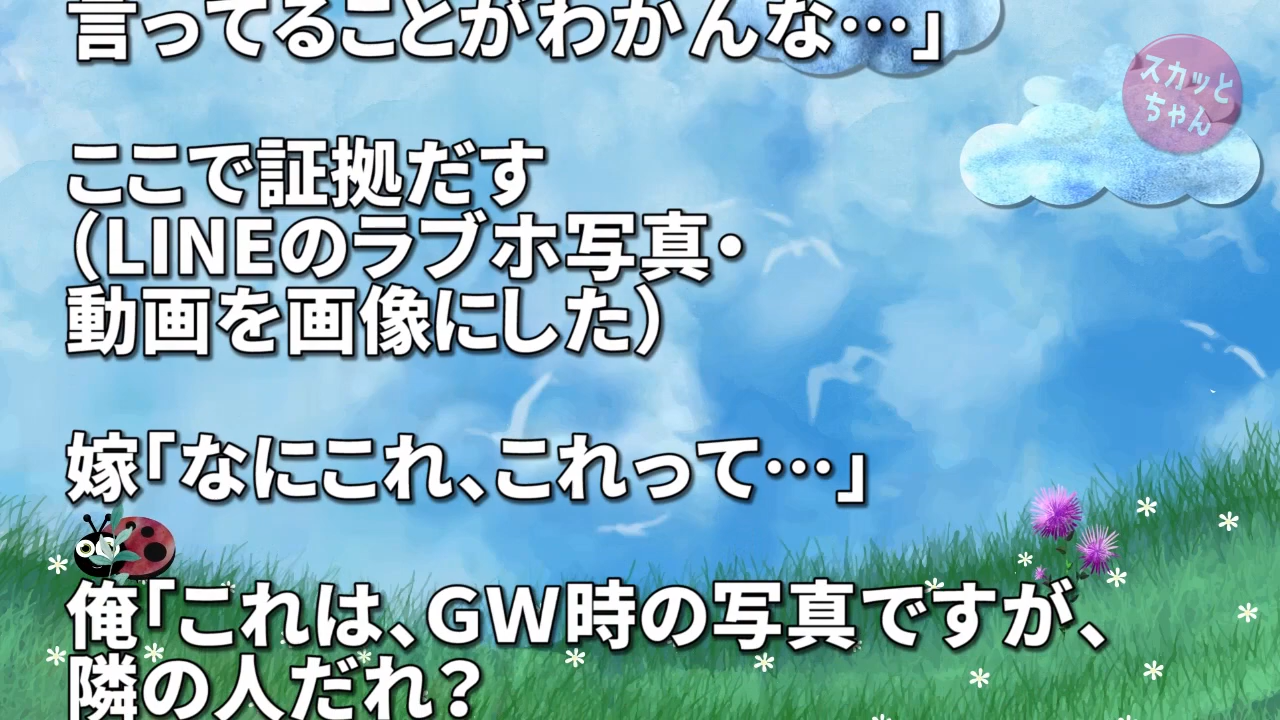 言ってることがわかんな…」
スカッと
ちゃん
ここで証拠だす
（LINEのラブホ写真・
動画を画像にした）
嫁「なにこれ、これって…」
俺「これは、GW時の写真ですが、
隣の人だれ？